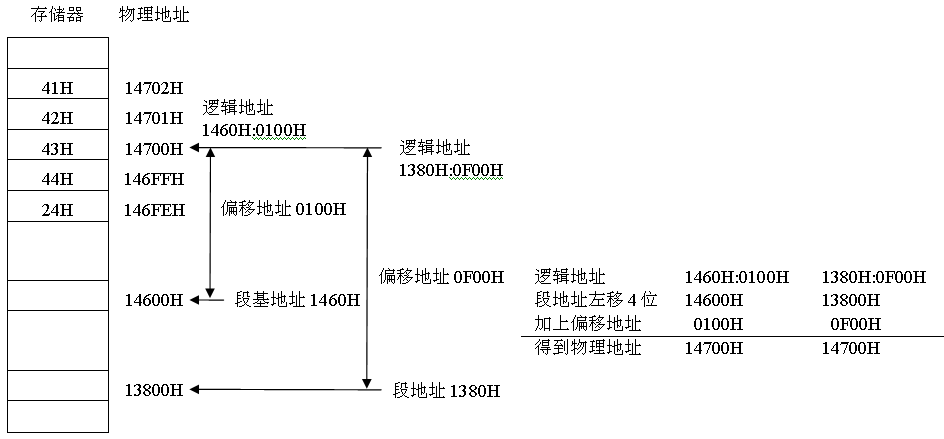 存储器 物理地址
41H 14702H
42H 14701H
逻辑地址
1460H:0100H
43H 14700H
逻辑地址
1380H:0F00H
44H 146FFH
24H 146FEH
偏移地址 0100H
偏移地址 0F00H
14600H 段基地址 1460H
13800H 段地址 1380H
逻辑地址 1460H:0100H 1380H:0F00H
段地址左移 4 位 14600H 13800H
加上偏移地址 0100H 0F00H
得到物理地址 14700H 14700H